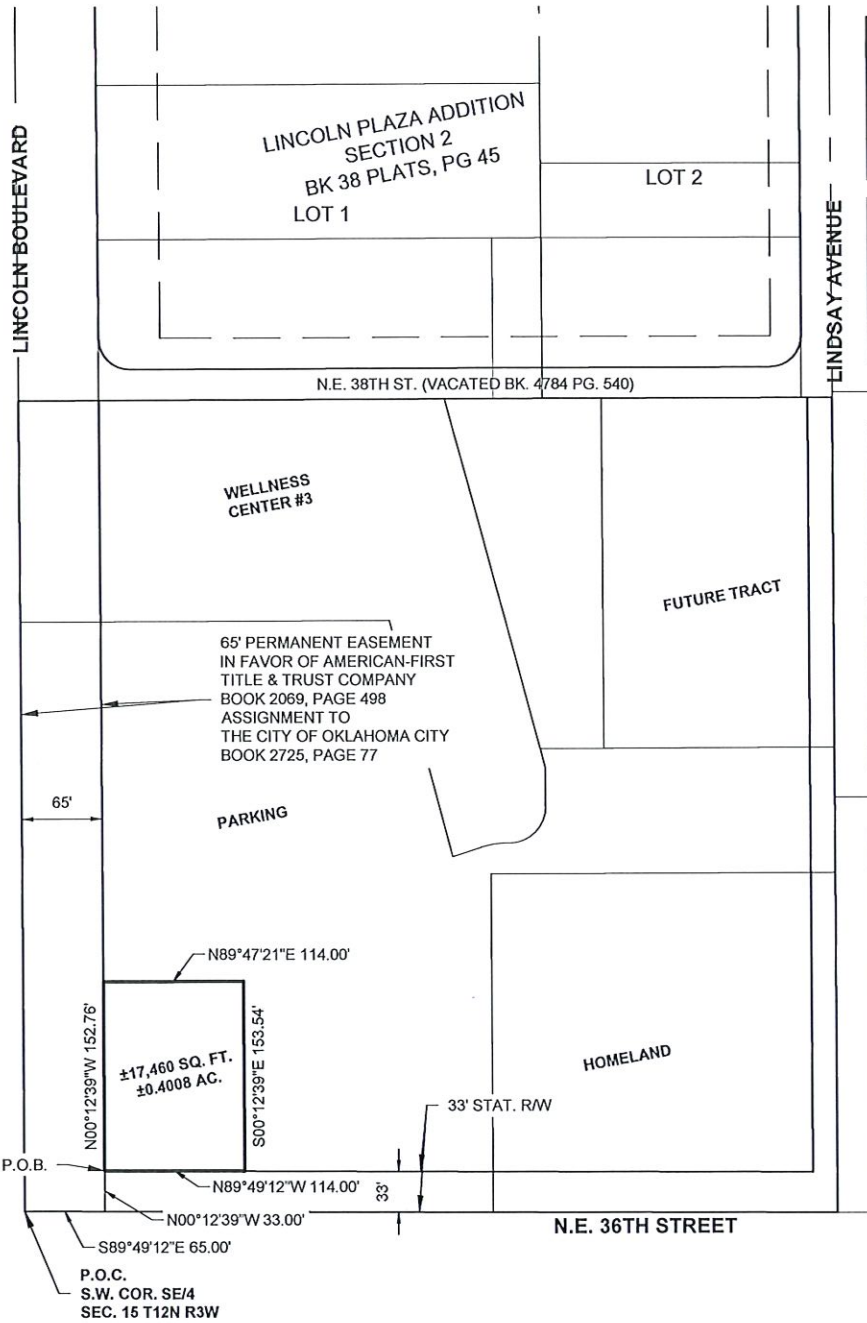 LINCOLN BOULEVARD
LINCOLN PLAZA ADDITION
SECTION 2
BK 38 PLATS, PG 45
LOT 1
LOT 2
LINDSAY AVENUE
N.E. 38TH ST. (VACATED BK. 4784 PG. 540)
WELLNESS
CENTER #3
FUTURE TRACT
65' PERMANENT EASEMENT
IN FAVOR OF AMERICAN-FIRST
TITLE & TRUST COMPANY
BOOK 2069, PAGE 498
ASSIGNMENT TO
THE CITY OF OKLAHOMA CITY
BOOK 2725, PAGE 77
65'
PARKING
N89°47'21"E 114.00'
N00°12'39"W 152.76'
±17,460 SQ. FT.
±0.4008 AC.
S00°12'39"E 153.54'
HOMELAND
33' STAT. R/W
P.O.B.
N89°49'12"W 114.00'
33'
N00°12'39"W 33.00'
N.E. 36TH STREET
S89°49'12"E 65.00'
P.O.C.
S.W. COR. SE/4
SEC. 15 T12N R3W